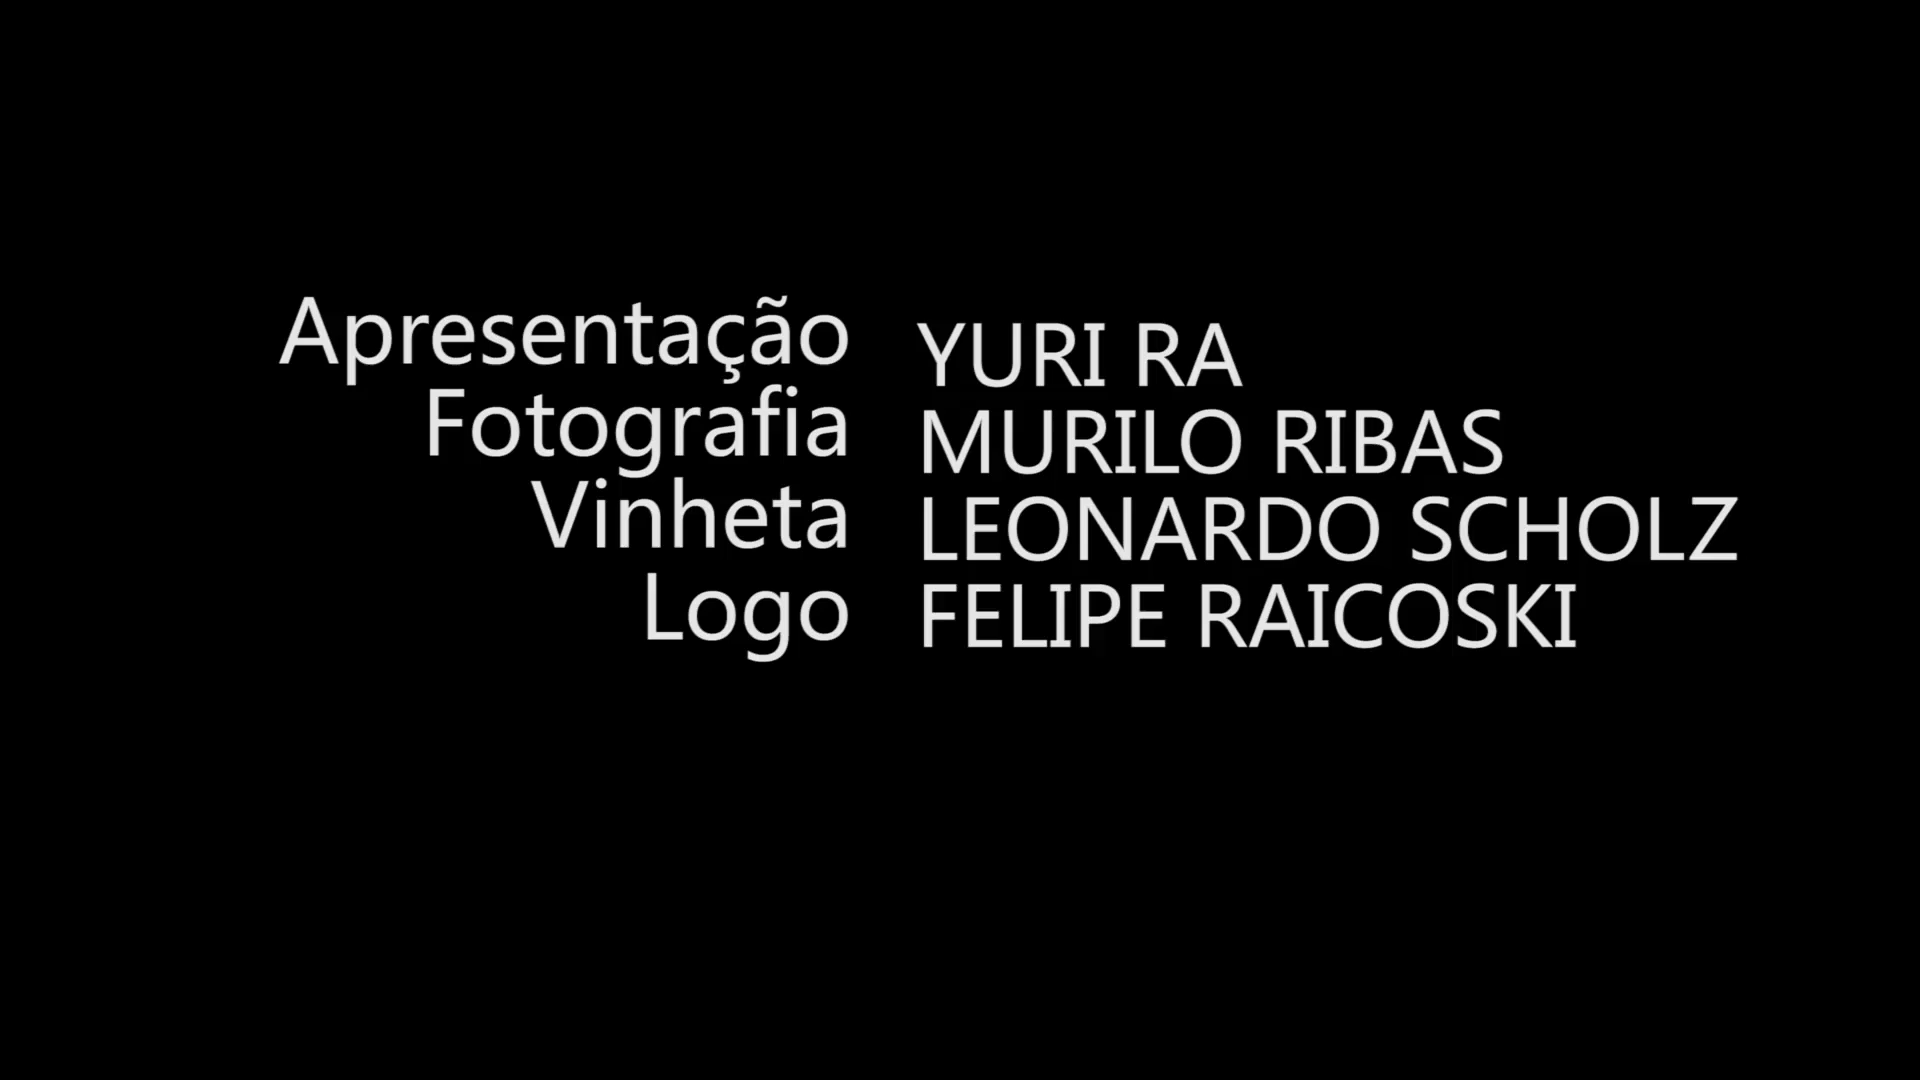 Apresentação YURI RA
Fotografia MURILO RIBAS
Vinheta LEONARDO SCHOLZ
Logo FELIPE RAICOSKI